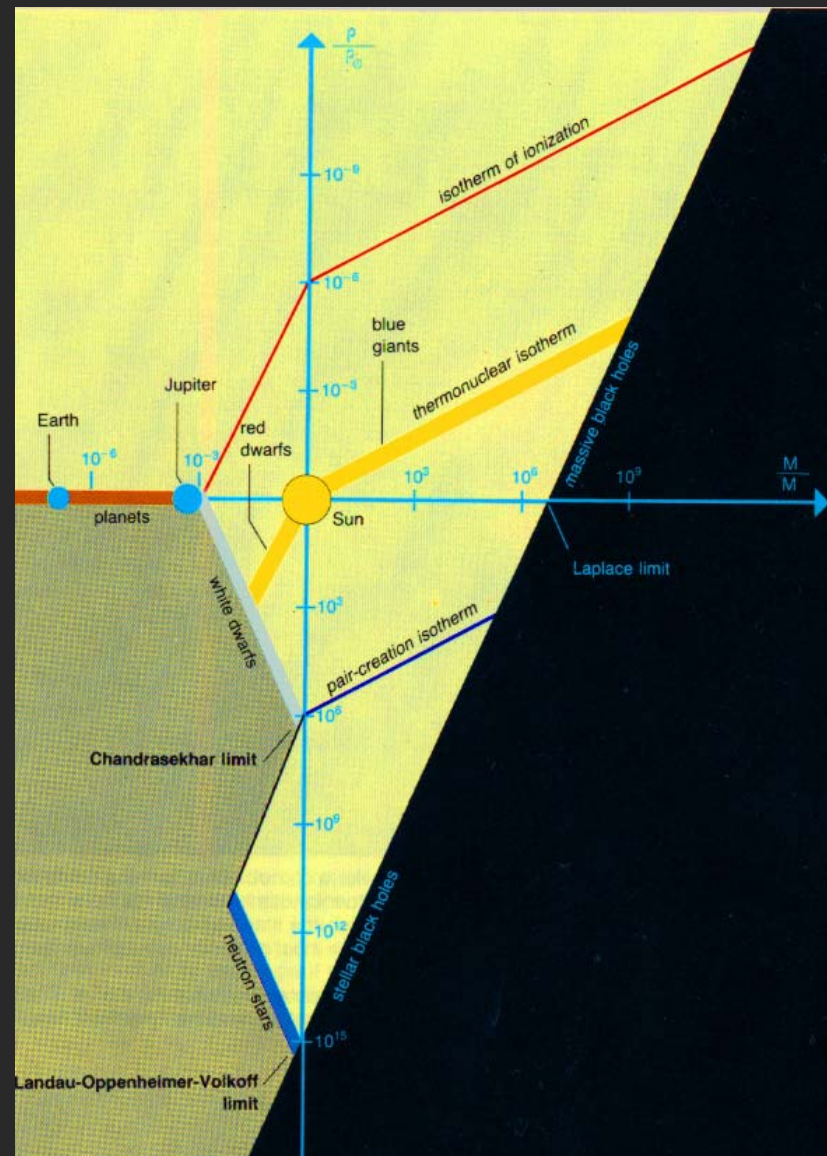 ρ
ρ⊙
10⁻⁹
isotherm of ionization
10⁻⁶
blue
giants
thermonuclear isotherm
Jupiter
10⁻³
massive black holes
Earth
red
dwarfs
10⁻⁶
10⁻³
10³
10⁶
10⁹
M
M
planets
Sun
Laplace limit
white dwarfs
10³
pair-creation isotherm
10⁶
Chandrasekhar limit
10⁹
stellar black holes
10¹²
neutron stars
10¹⁵
Landau-Oppenheimer-Volkoff
limit